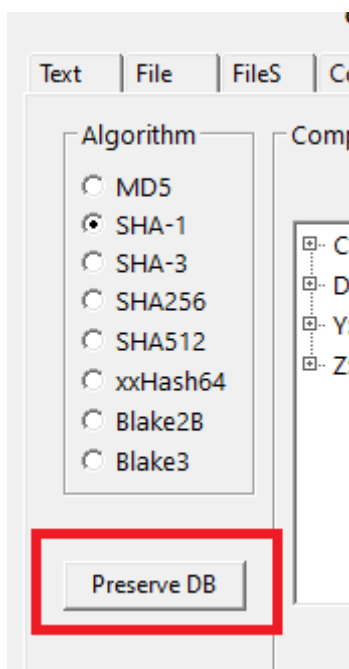 Text File FileS
Algorithm
MD5
SHA-1
SHA-3
SHA256
SHA512
xxHash64
Blake2B
Blake3
Preserve DB